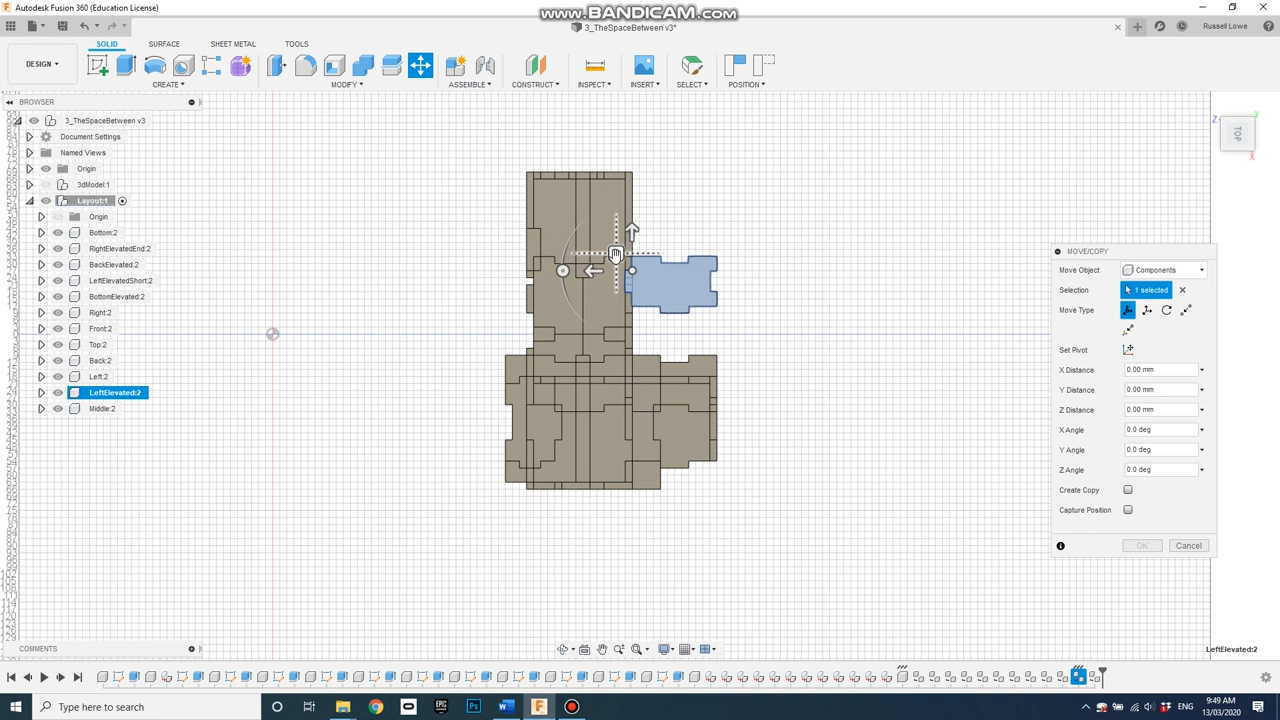 Autodesk Fusion 360 (Education License)
www.BANDICAM.com
3_TheSpaceBetween v3*
Russell Lowe
DESIGN
SOLID SURFACE SHEET METAL TOOLS
CREATE MODIFY ASSEMBLE CONSTRUCT INSPECT INSERT SELECT POSITION
BROWSER
3_TheSpaceBetween v3
Document Settings
Named Views
Origin
3dModel:1
Layout:1
Origin
Bottom:2
RightElevatedEnd:2
BackElevated:2
LeftElevatedShort:2
BottomElevated:2
Right:2
Front:2
Top:2
Back:2
Left:2
LeftElevated:2
Middle:2
TOP
Z
Y
X
MOVE/COPY
Move Object Components
Selection 1 selected
Move Type
Set Pivot
X Distance 0.00 mm
Y Distance 0.00 mm
Z Distance 0.00 mm
X Angle 0.0 deg
Y Angle 0.0 deg
Z Angle 0.0 deg
Create Copy
Capture Position
OK Cancel
COMMENTS
LeftElevated:2
Type here to search
ENG
9:49 AM
13/03/2020